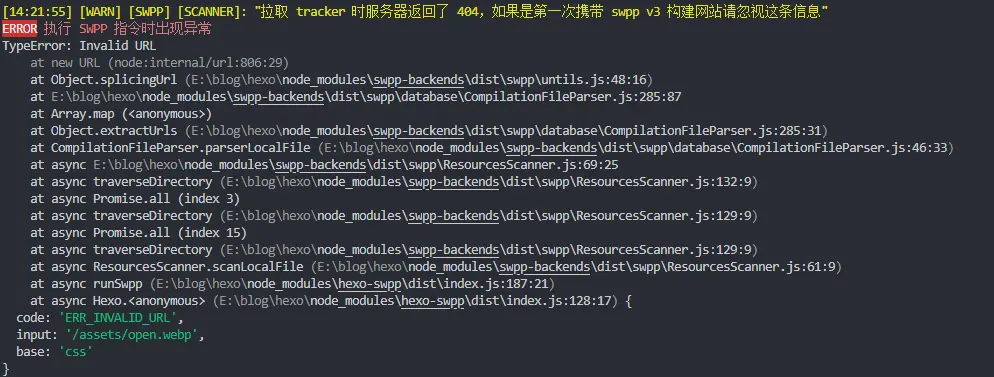 [14:21:55] [WARN] [SWPP] [SCANNER]: "拉取 tracker 时服务器返回了 404，如果是第一次携带 swpp v3 构建网站请忽视这条信息"
ERROR 执行 SWPP 指令时出现异常
TypeError: Invalid URL
    at new URL (node:internal/url:806:29)
    at Object.splicingUrl (E:\blog\hexo\node_modules\swpp-backends\dist\swpp\untils.js:48:16)
    at E:\blog\hexo\node_modules\swpp-backends\dist\swpp\database\CompilationFileParser.js:285:87
    at Array.map (<anonymous>)
    at Object.extractUrls (E:\blog\hexo\node_modules\swpp-backends\dist\swpp\database\CompilationFileParser.js:285:31)
    at CompilationFileParser.parserLocalFile (E:\blog\hexo\node_modules\swpp-backends\dist\swpp\database\CompilationFileParser.js:46:33)
    at async E:\blog\hexo\node_modules\swpp-backends\dist\swpp\ResourcesScanner.js:69:25
    at async traverseDirectory (E:\blog\hexo\node_modules\swpp-backends\dist\swpp\ResourcesScanner.js:132:9)
    at async Promise.all (index 3)
    at async traverseDirectory (E:\blog\hexo\node_modules\swpp-backends\dist\swpp\ResourcesScanner.js:129:9)
    at async Promise.all (index 15)
    at async traverseDirectory (E:\blog\hexo\node_modules\swpp-backends\dist\swpp\ResourcesScanner.js:129:9)
    at async ResourcesScanner.scanLocalFile (E:\blog\hexo\node_modules\swpp-backends\dist\swpp\ResourcesScanner.js:61:9)
    at async runSwpp (E:\blog\hexo\node_modules\hexo-swpp\dist\index.js:187:21)
    at async Hexo.<anonymous> (E:\blog\hexo\node_modules\hexo-swpp\dist\index.js:128:17) {
  code: 'ERR_INVALID_URL',
  input: '/assets/open.webp',
  base: 'css'
}